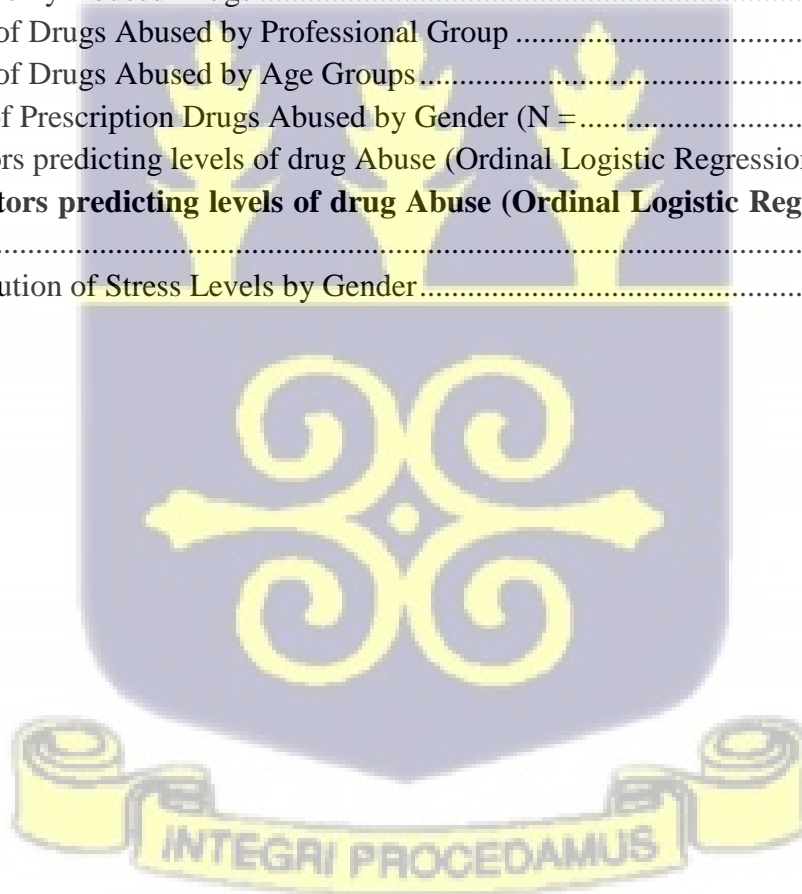 of Drugs Abused by Professional Group ..........................................
of Drugs Abused by Age Groups..........................................
of Prescription Drugs Abused by Gender (N =..............................
ors predicting levels of drug Abuse (Ordinal Logistic Regression
tors predicting levels of drug Abuse (Ordinal Logistic Reg
..........................................................................................
ution of Stress Levels by Gender..........................................
INTEGRI PROCEDAMUS